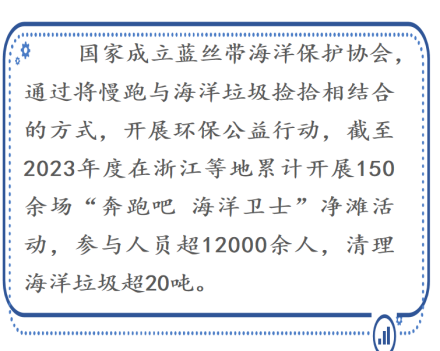 国家成立蓝丝带海洋保护协会，
通过将慢跑与海洋垃圾捡拾相结合
的方式，开展环保公益行动，截至
2023年度在浙江等地累计开展150
余场“奔跑吧 海洋卫士”净滩活
动，参与人员超12000余人，清理
海洋垃圾超20吨。